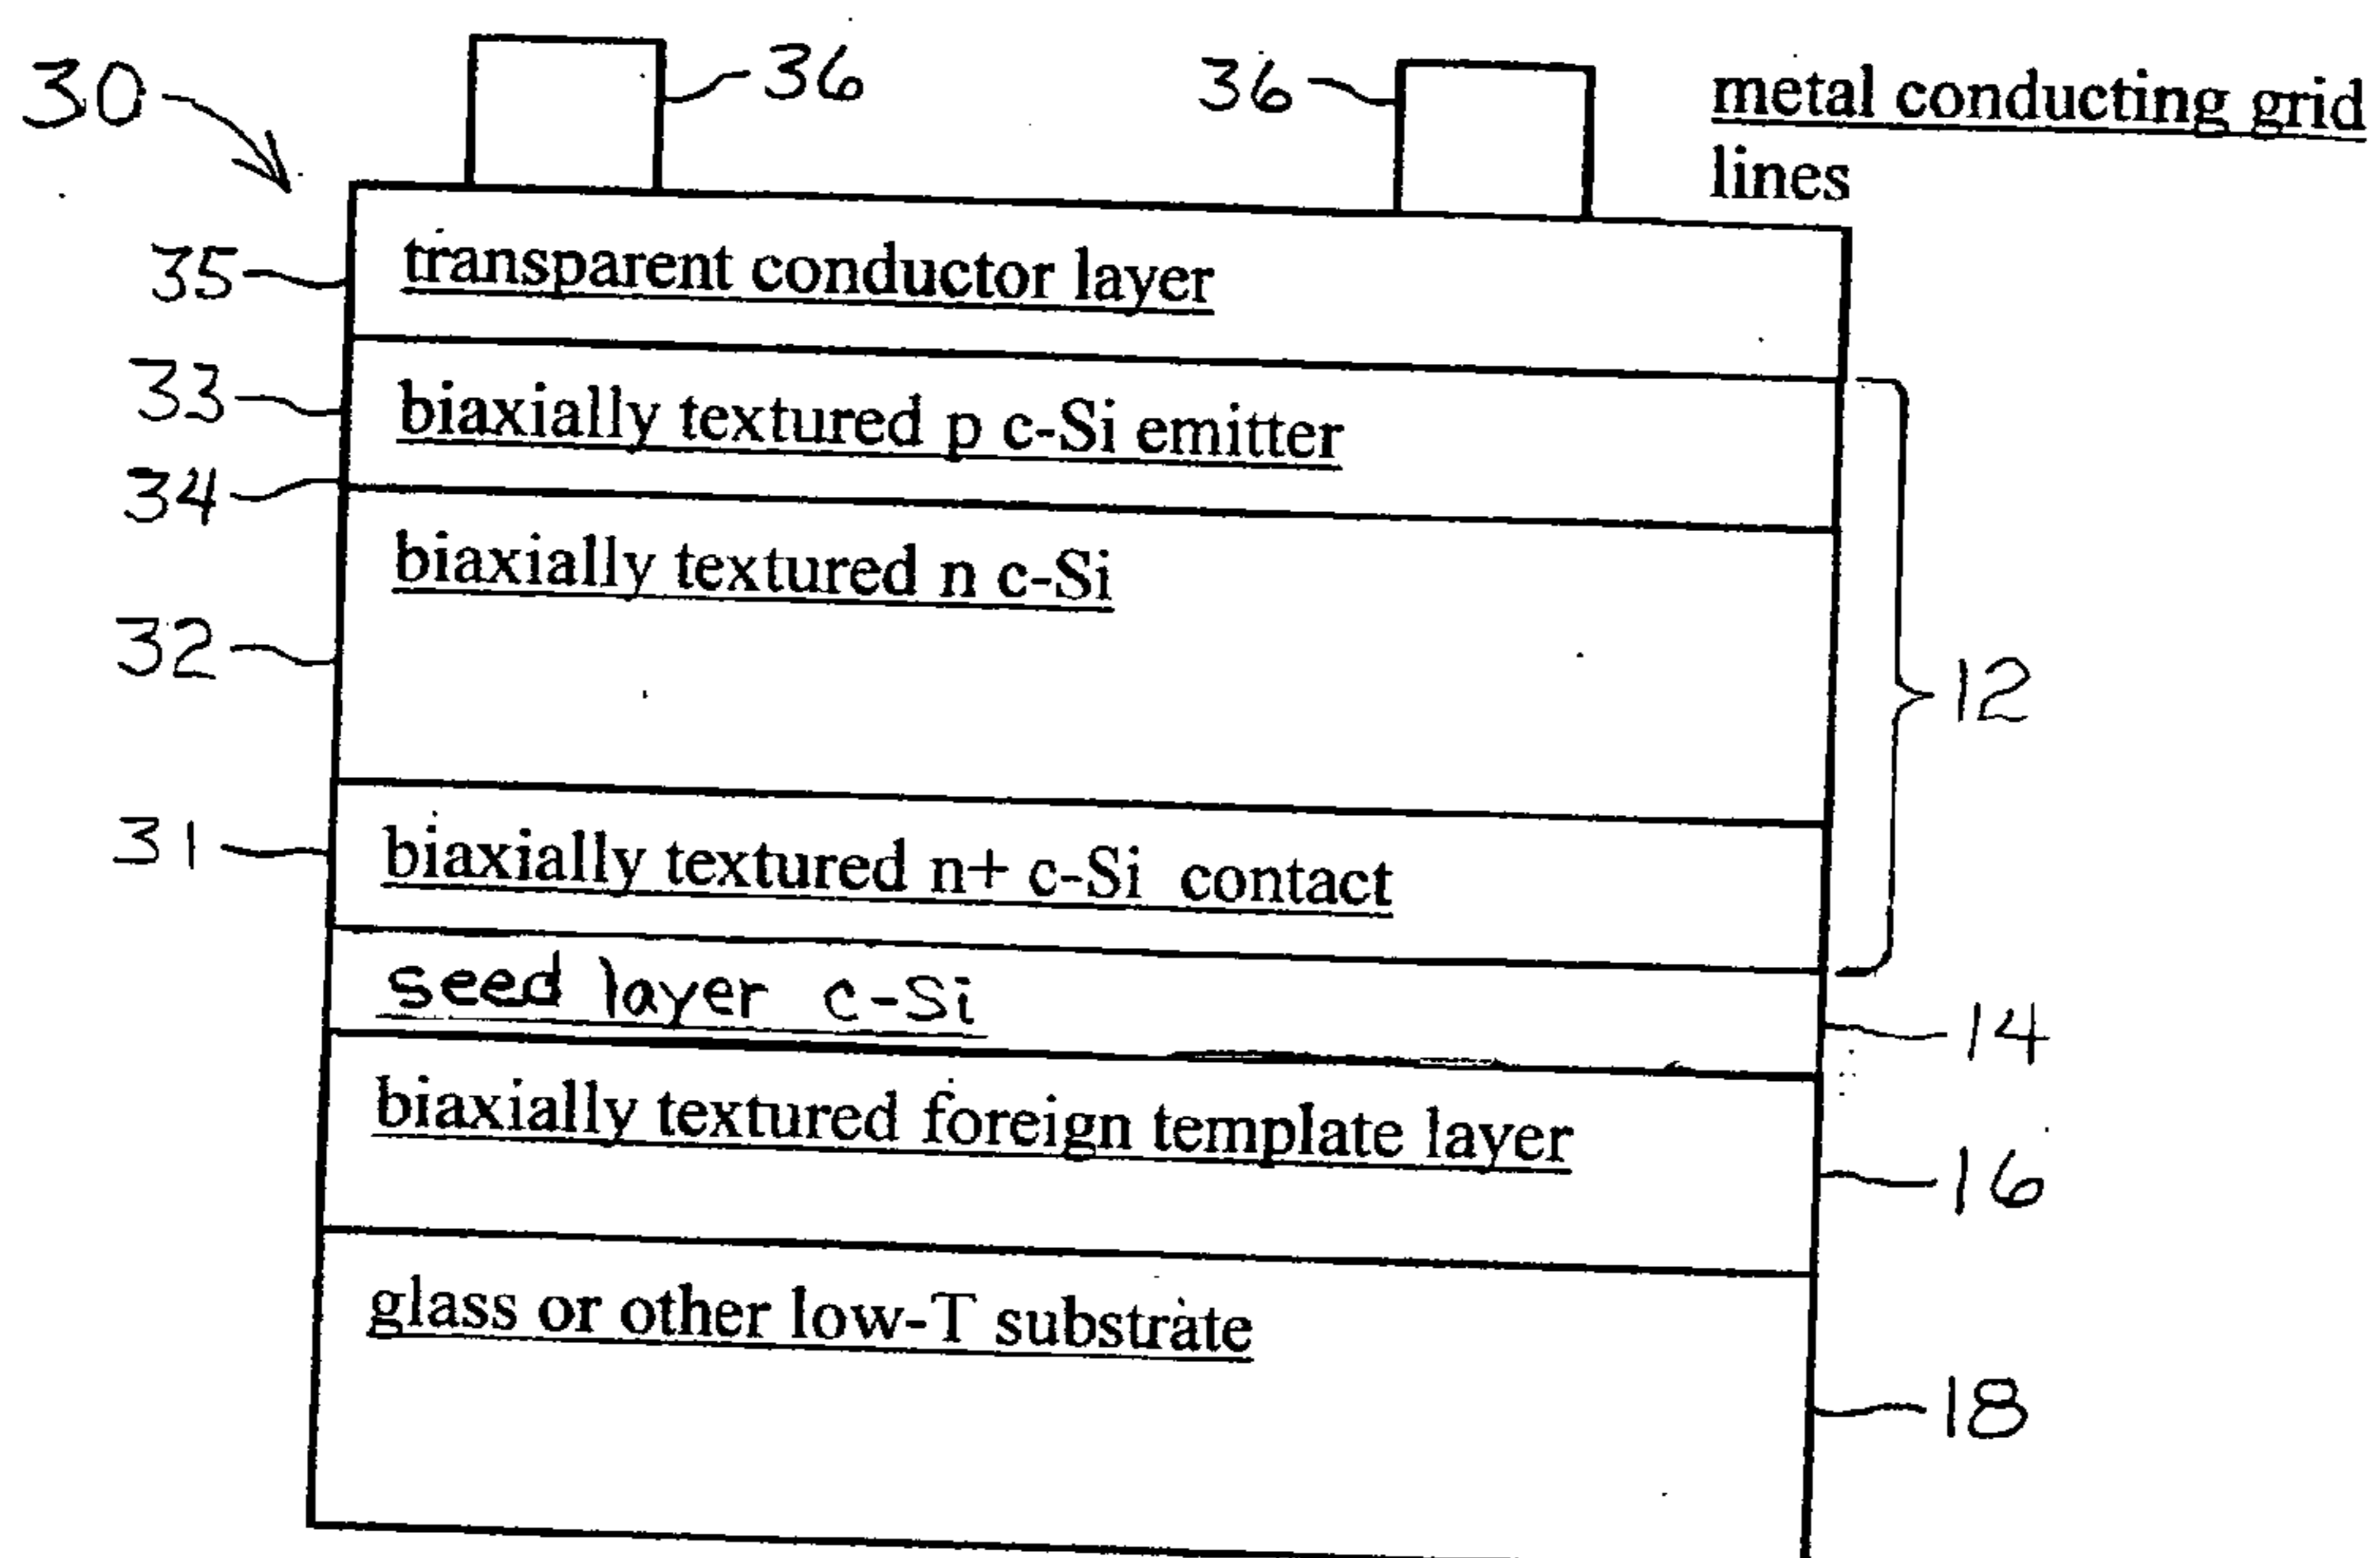 30
36
36
metal conducting grid
lines
35
transparent conductor layer
33
biaxially textured p c-Si emitter
34
biaxially textured n c-Si
32
12
31
biaxially textured n+ c-Si contact
seed layer c-Si
14
biaxially textured foreign template layer
16
glass or other low-T substrate
18